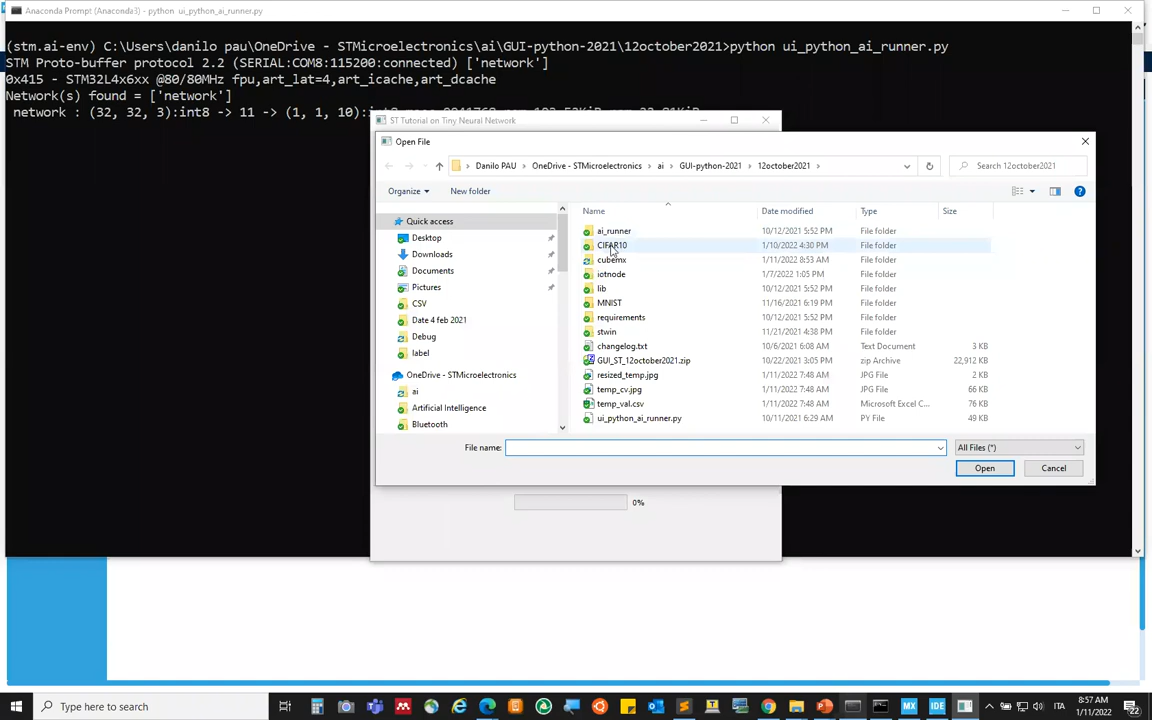 Anaconda Prompt (Anaconda3) - python ui_python_ai_runner.py
(stm.ai-env) C:\Users\danilo pau\OneDrive - STMicroelectronics\ai\GUI-python-2021\12october2021>python ui_python_ai_runner.py
STM Proto-buffer protocol 2.2 (SERIAL:COM8:115200:connected) ['network']
0x415 - STM32L4x6xx @80/80MHz fpu,art_lat=4,art_icache,art_dcache
Network(s) found = ['network']
network : (32, 32, 3):int8 -> 11 -> (1, 1, 10):
ST Tutorial on Tiny Neural Network
Open File
Danilo PAU > OneDrive - STMicroelectronics > ai > GUI-python-2021 > 12october2021 >
Search 12october2021
Organize
New folder
Name Date modified Type Size
Quick access
Desktop
Downloads
Documents
Pictures
CSV
Date 4 feb 2021
Debug
label
OneDrive - STMicroelectronics
ai
Artificial Intelligence
Bluetooth
ai_runner 10/12/2021 5:52 PM File folder
CIFAR10 1/10/2022 4:30 PM File folder
cubemx 1/11/2022 8:53 AM File folder
iotnode 1/7/2022 1:05 PM File folder
lib 10/12/2021 5:52 PM File folder
MNIST 11/16/2021 6:19 PM File folder
requirements 10/12/2021 5:52 PM File folder
stwin 11/21/2021 4:38 PM File folder
changelog.txt 10/6/2021 6:08 AM Text Document 3 KB
GUI_ST_12october2021.zip 10/22/2021 3:05 PM zip Archive 22,912 KB
resized_temp.jpg 1/11/2022 7:48 AM JPG File 2 KB
temp_cv.jpg 1/11/2022 7:48 AM JPG File 66 KB
temp_val.csv 1/11/2022 7:48 AM Microsoft Excel C... 76 KB
ui_python_ai_runner.py 10/11/2021 6:29 AM PY File 49 KB
File name:
All Files (*)
Open
Cancel
0%
Type here to search
MX
IDE
ITA
8:57 AM
1/11/2022
22